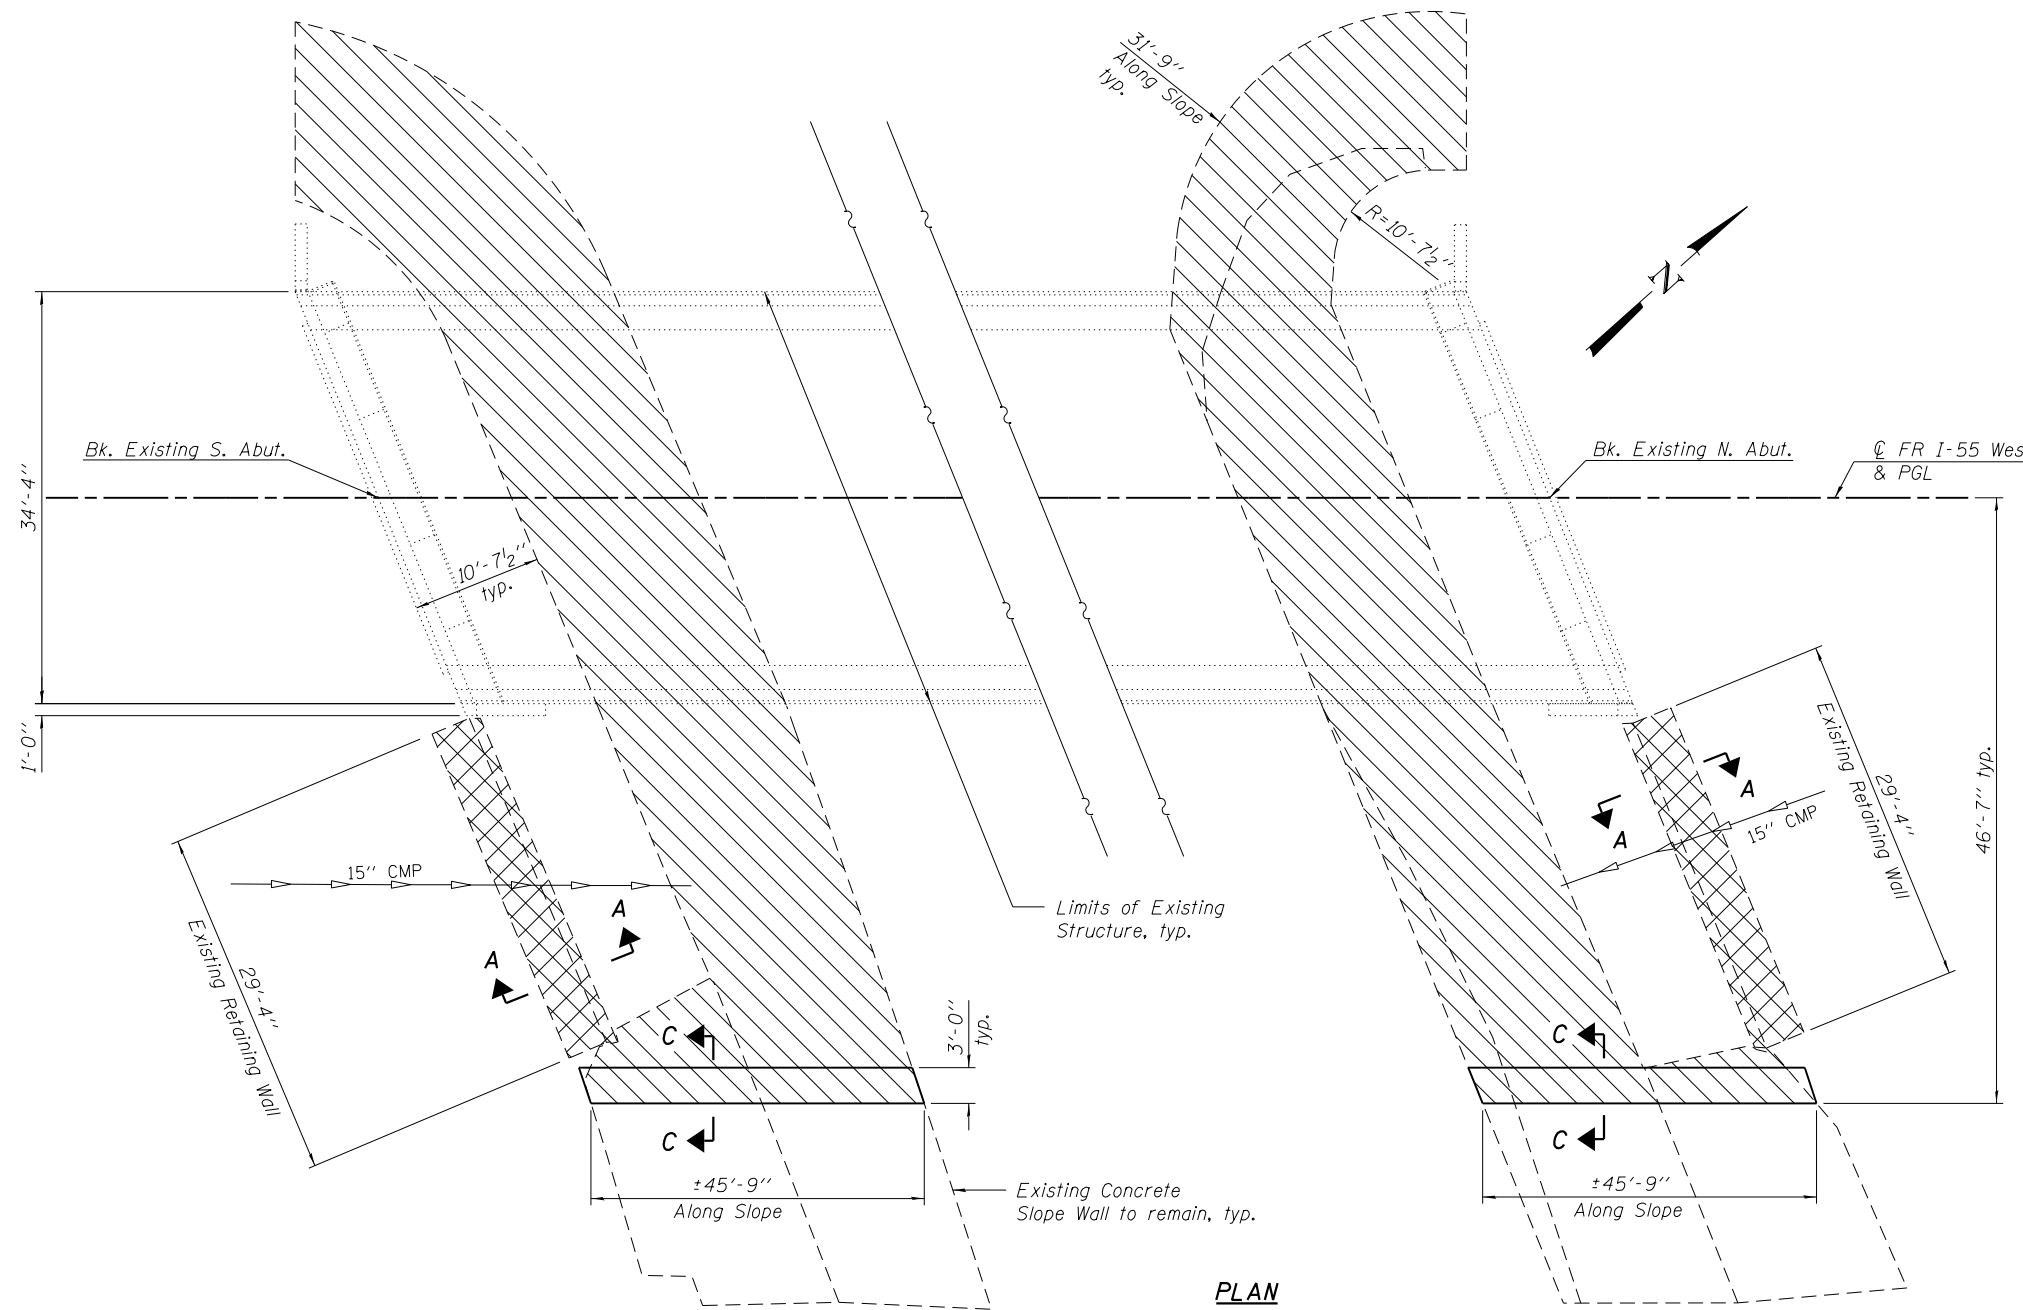 31'-9"
Along Slope
typ.
R=10'-7½"
N
Bk. Existing S. Abut.
Bk. Existing N. Abut.
℄ FR I-55 Wes
& PGL
34'-4"
10'-7½"
typ.
1'-0"
A
A
15" CMP
29'-4"
Existing Retaining Wall
46'-7" typ.
15" CMP
A
A
Limits of Existing
Structure, typ.
29'-4"
Existing Retaining Wall
C
3'-0"
typ.
C
C
C
±45'-9"
Along Slope
Existing Concrete
Slope Wall to remain, typ.
±45'-9"
Along Slope
PLAN